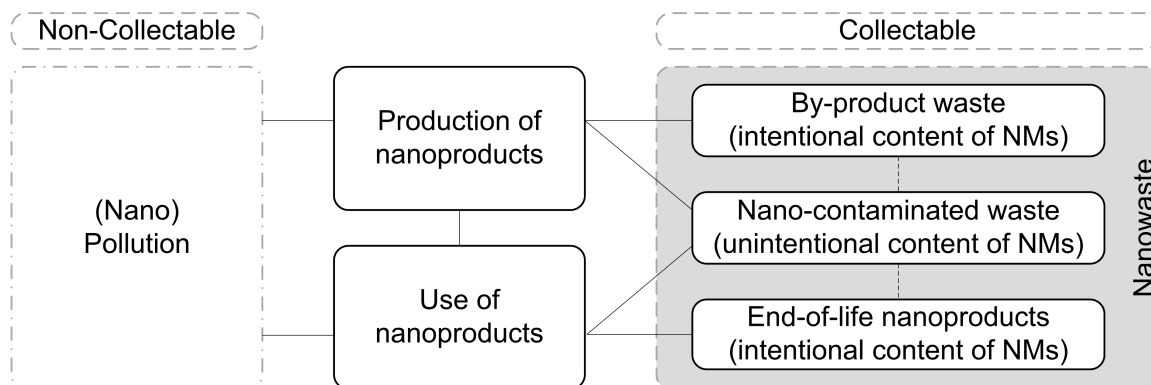 Non-Collectable
Collectable
(Nano)
Pollution
Production of
nanoproducts
Use of
nanoproducts
By-product waste
(intentional content of NMs)
Nano-contaminated waste
(unintentional content of NMs)
End-of-life nanoproducts
(intentional content of NMs)
Nanowaste